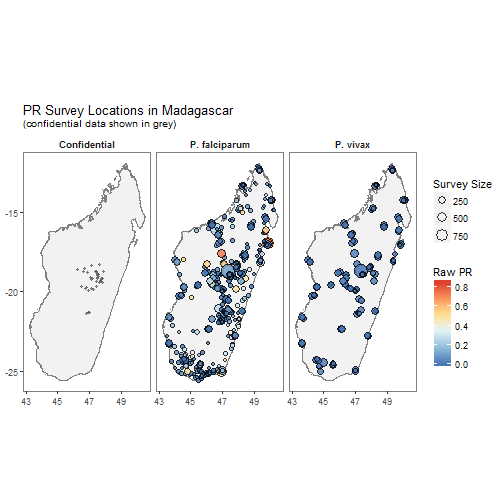 PR Survey Locations in Madagascar
(confidential data shown in grey)
Confidential
P. falciparum
P. vivax
-15
-20
-25
43 45 47 49
43 45 47 49
43 45 47 49
Survey Size
250
500
750
Raw PR
0.8
0.6
0.4
0.2
0.0